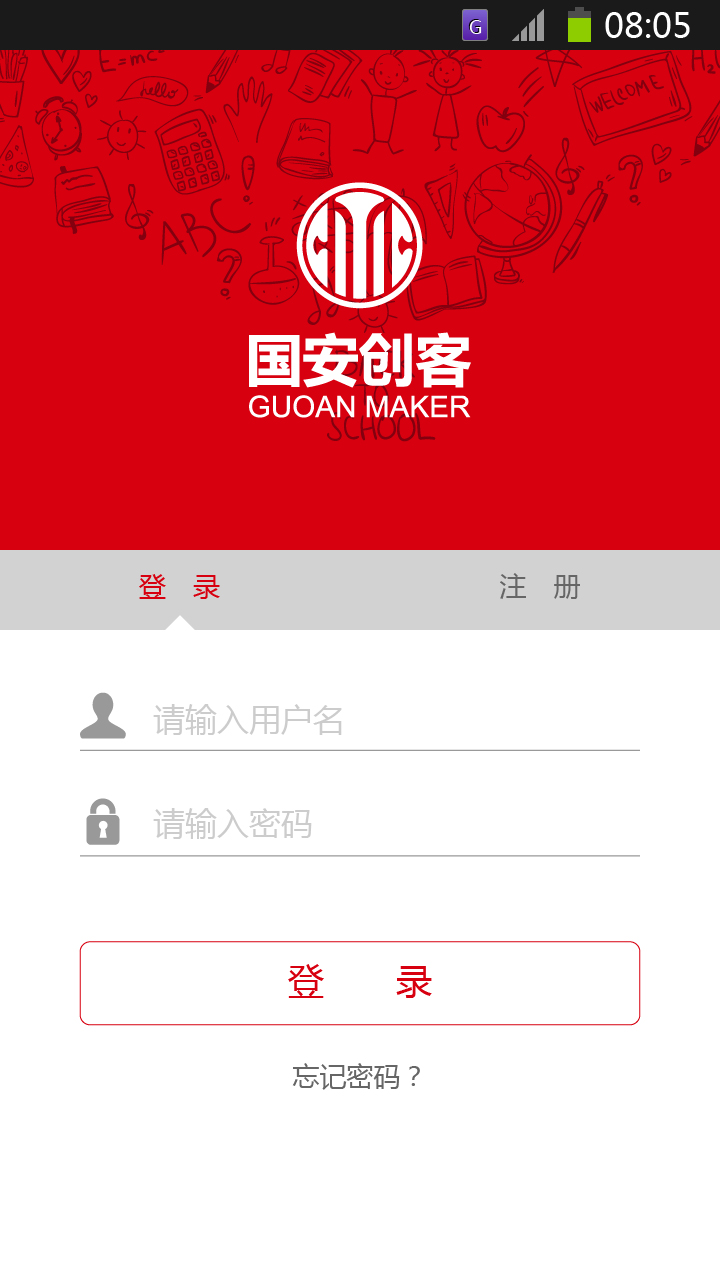 G 08:05
E=mc²
hello
WELCOME
ABC
国安创客
GUOAN MAKER
SCHOOL
登 录 注 册
请输入用户名
请输入密码
登 录
忘记密码？